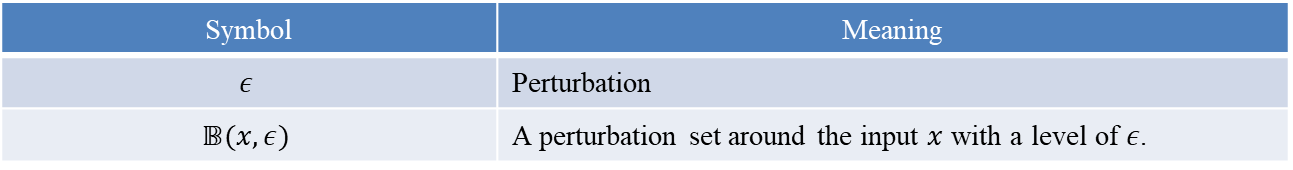 Symbol Meaning
ϵ Perturbation
𝔹(𝑥, 𝜖) A perturbation set around the input 𝑥 with a level of 𝜖.